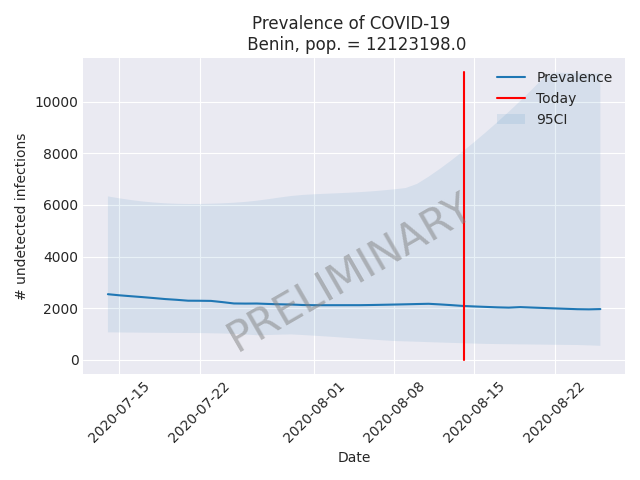 Prevalence of COVID-19
Benin, pop. = 12123198.0
Prevalence
Today
95CI
# undetected infections
10000
8000
6000
4000
2000
0
PRELIMINARY
2020-07-15
2020-07-22
2020-08-01
2020-08-08
2020-08-15
2020-08-22
Date